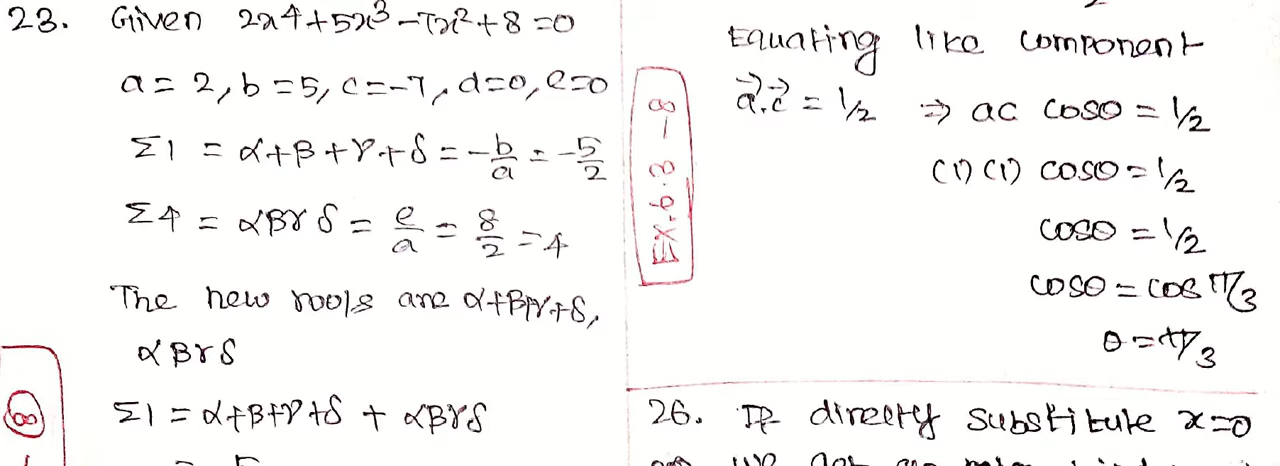 23. Given 2x4+5x³-7x²+8=0
a=2, b=5, c=-7, d=0, e=0
Σ1 = α+β+γ+δ = -b/a = -5/2
Σ4 = αβγδ = e/a = 8/2 = 4
The new roots are α+β+γ+δ,
αβγδ
Σ1 = α+β+γ+δ + αβγδ
8
Ex-6.3-8
Equating like component
a⃗.c⃗ = 1/2 ⇒ ac cosθ = 1/2
(1) (1) cosθ = 1/2
cosθ = 1/2
cosθ = cos π/3
θ = π/3
26. If directly substitute x=0